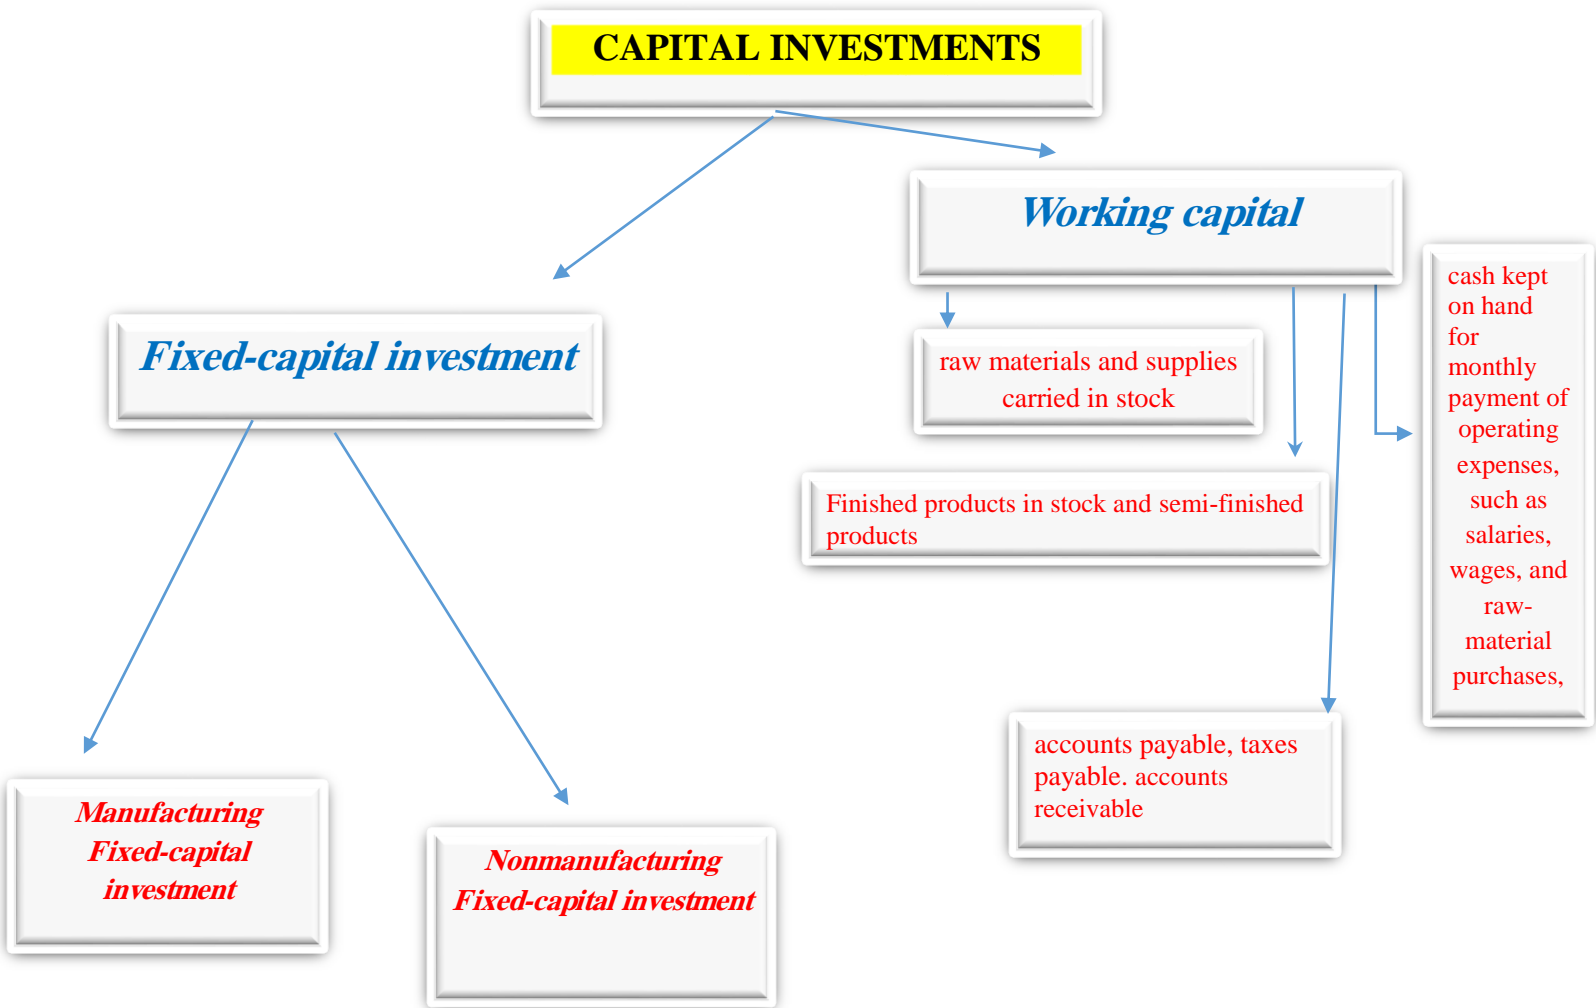 CAPITAL INVESTMENTS
Working capital
Fixed-capital investment
raw materials and supplies
carried in stock
Finished products in stock and semi-finished
products
cash kept
on hand
for
monthly
payment of
operating
expenses,
such as
salaries,
wages, and
raw-
material
purchases,
accounts payable, taxes
payable. accounts
receivable
Manufacturing
Fixed-capital
investment
Nonmanufacturing
Fixed-capital investment